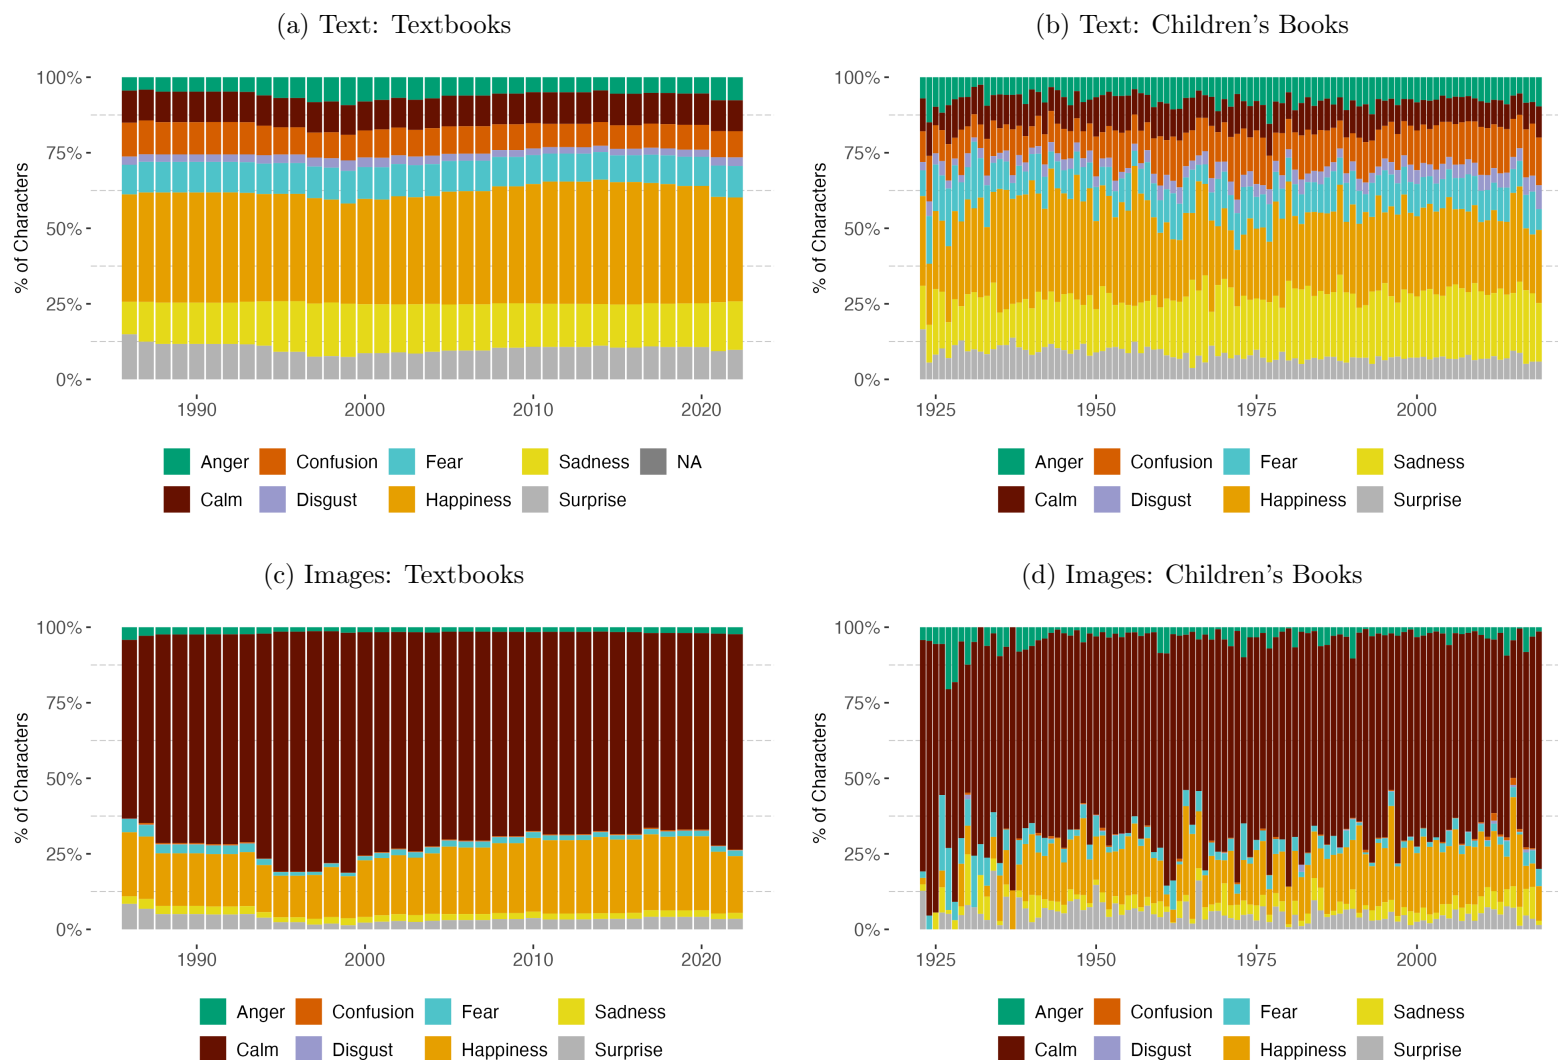 (a) Text: Textbooks
% of Characters
100%
75%
50%
25%
0%
1990 2000 2010 2020
Anger Confusion Fear Sadness NA
Calm Disgust Happiness Surprise
(b) Text: Children's Books
% of Characters
100%
75%
50%
25%
0%
1925 1950 1975 2000
Anger Confusion Fear Sadness
Calm Disgust Happiness Surprise
(c) Images: Textbooks
% of Characters
100%
75%
50%
25%
0%
1990 2000 2010 2020
Anger Confusion Fear Sadness
Calm Disgust Happiness Surprise
(d) Images: Children's Books
% of Characters
100%
75%
50%
25%
0%
1925 1950 1975 2000
Anger Confusion Fear Sadness
Calm Disgust Happiness Surprise